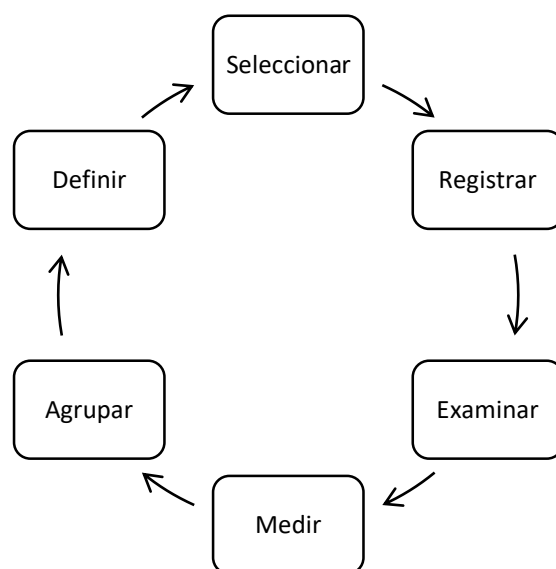 Seleccionar
Registrar
Examinar
Medir
Agrupar
Definir